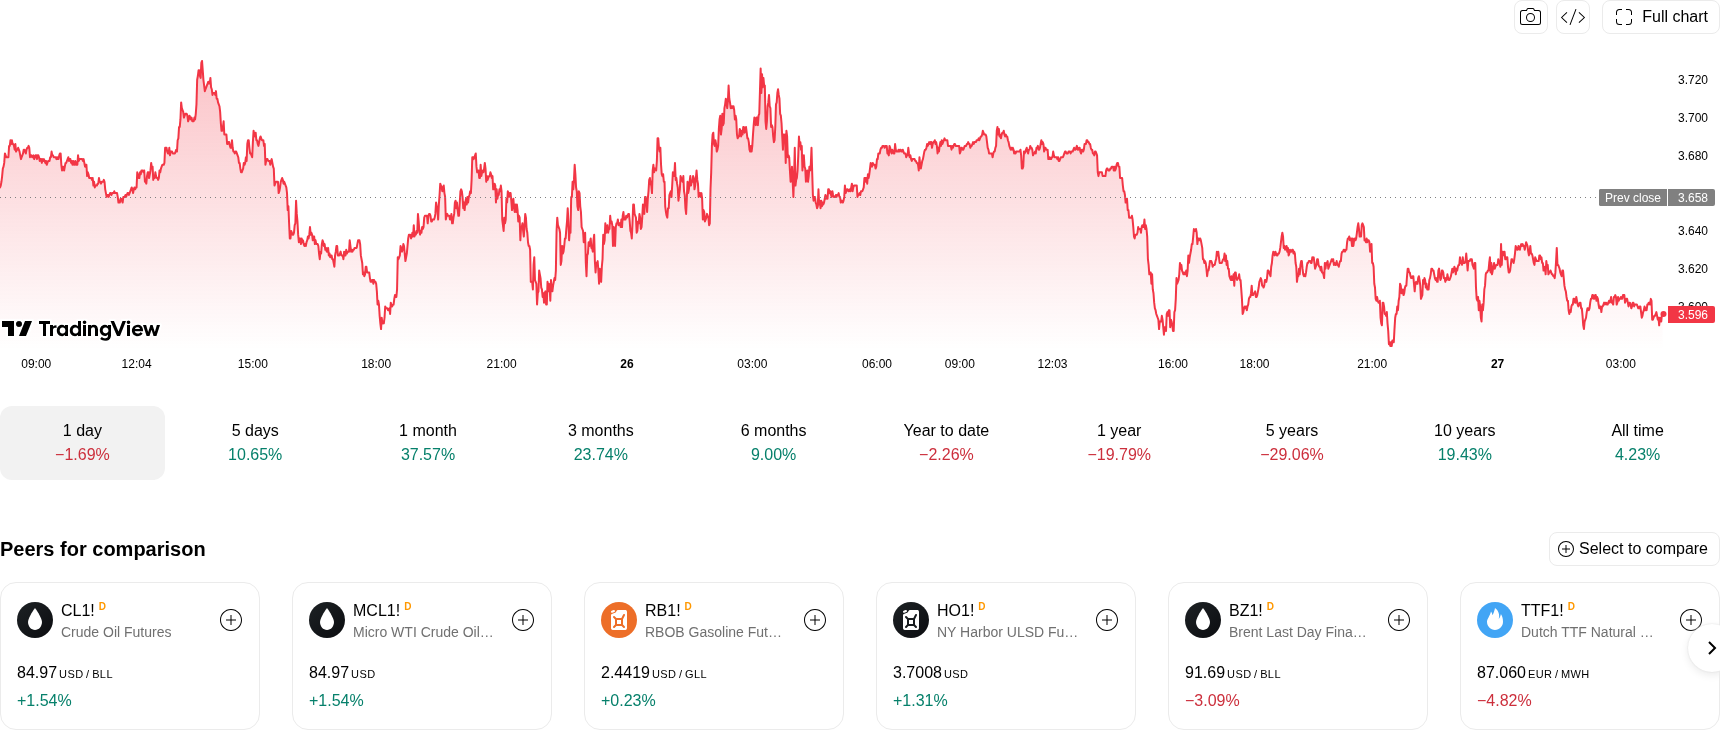 Full chart
3.720
3.700
3.680
Prev close 3.658
3.640
3.620
3.600
3.596
TradingView
09:00 12:04 15:00 18:00 21:00 26 03:00 06:00 09:00 12:03 16:00 18:00 21:00 27 03:00
1 day 5 days 1 month 3 months 6 months Year to date 1 year 5 years 10 years All time
−1.69% 10.65% 37.57% 23.74% 9.00% −2.26% −19.79% −29.06% 19.43% 4.23%
Peers for comparison
Select to compare
CL1! D
Crude Oil Futures
84.97 USD / BLL
+1.54%
MCL1! D
Micro WTI Crude Oil…
84.97 USD
+1.54%
RB1! D
RBOB Gasoline Fut…
2.4419 USD / GLL
+0.23%
HO1! D
NY Harbor ULSD Fu…
3.7008 USD
+1.31%
BZ1! D
Brent Last Day Fina…
91.69 USD / BLL
−3.09%
TTF1! D
Dutch TTF Natural …
87.060 EUR / MWH
−4.82%